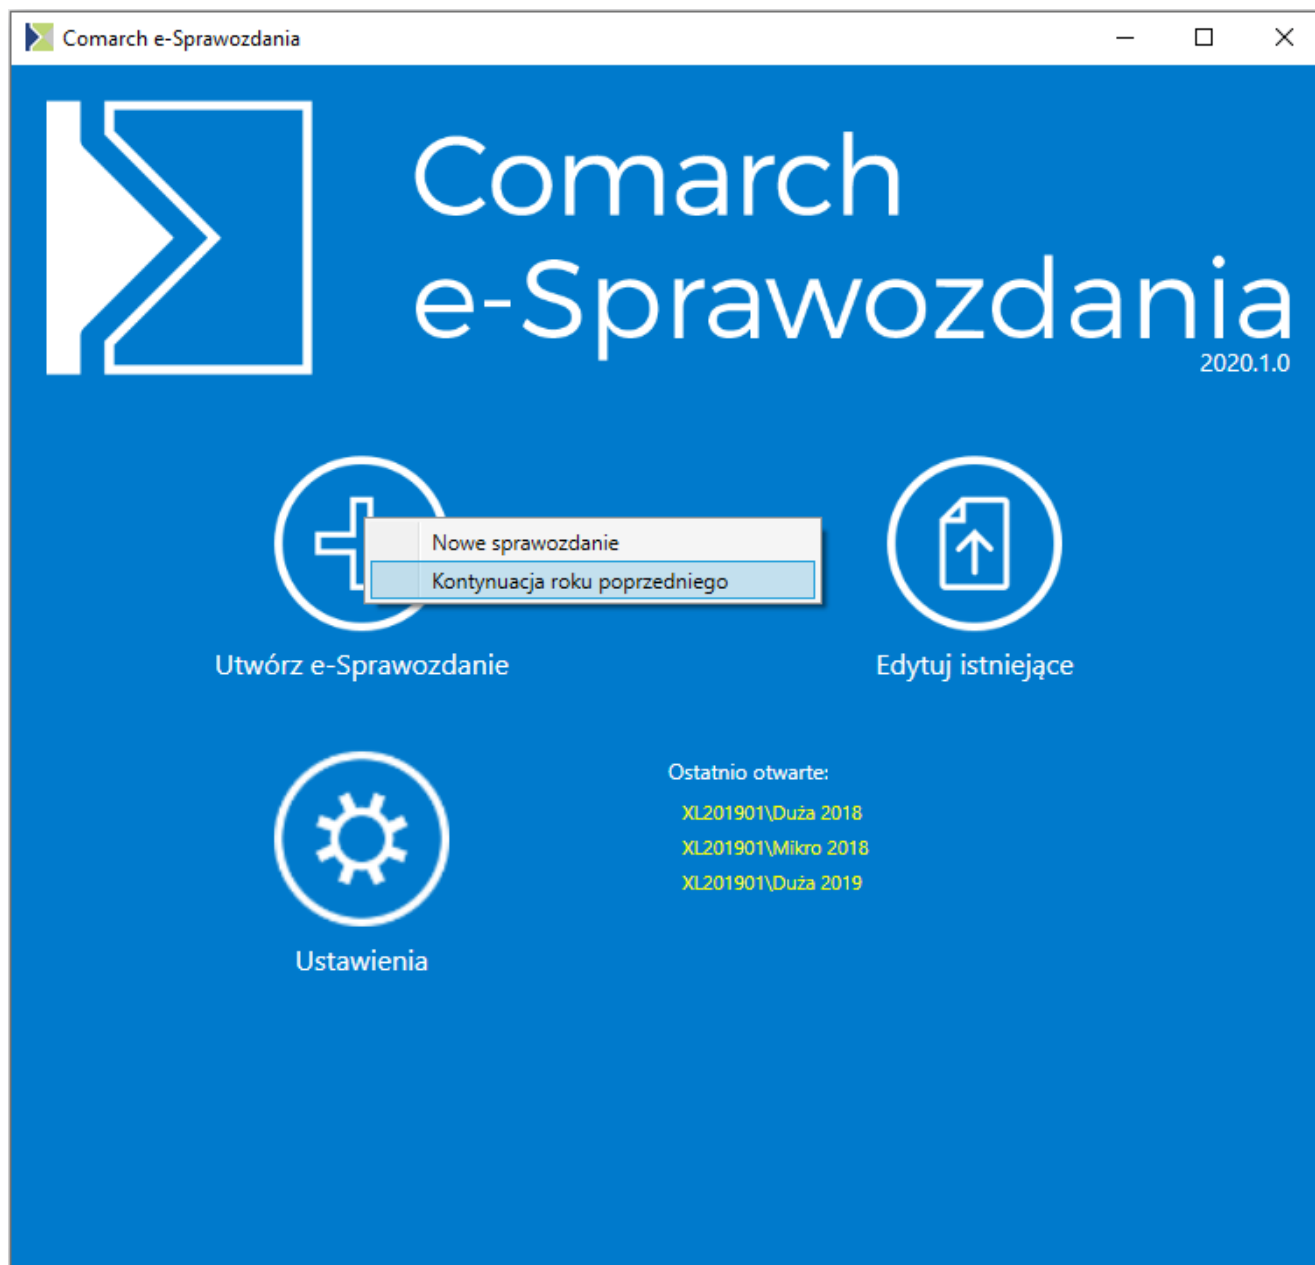 Comarch e-Sprawozdania
Comarch
e-Sprawozdania
2020.1.0
Nowe sprawozdanie
Kontynuacja roku poprzedniego
Utwórz e-Sprawozdanie
Edytuj istniejące
Ostatnio otwarte:
XL201901\Duża 2018
XL201901\Mikro 2018
XL201901\Duża 2019
Ustawienia